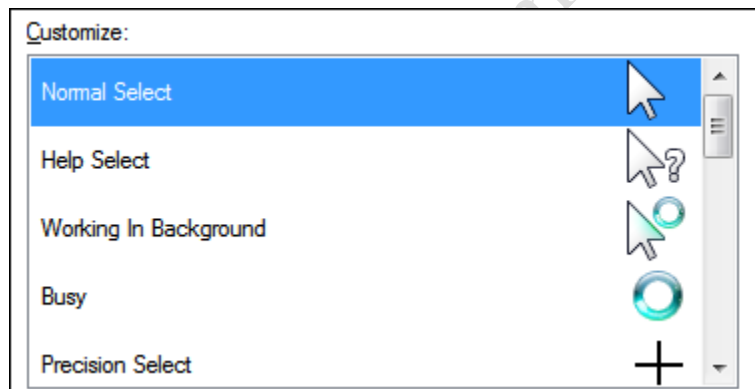 Customize:
Normal Select
Help Select
Working In Background
Busy
Precision Select